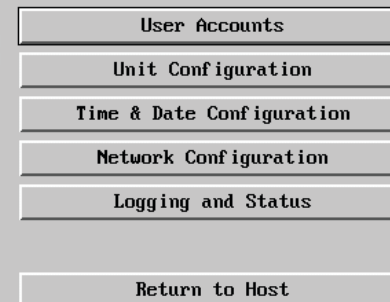 User Accounts
Unit Configuration
Time & Date Configuration
Network Configuration
Logging and Status
Return to Host